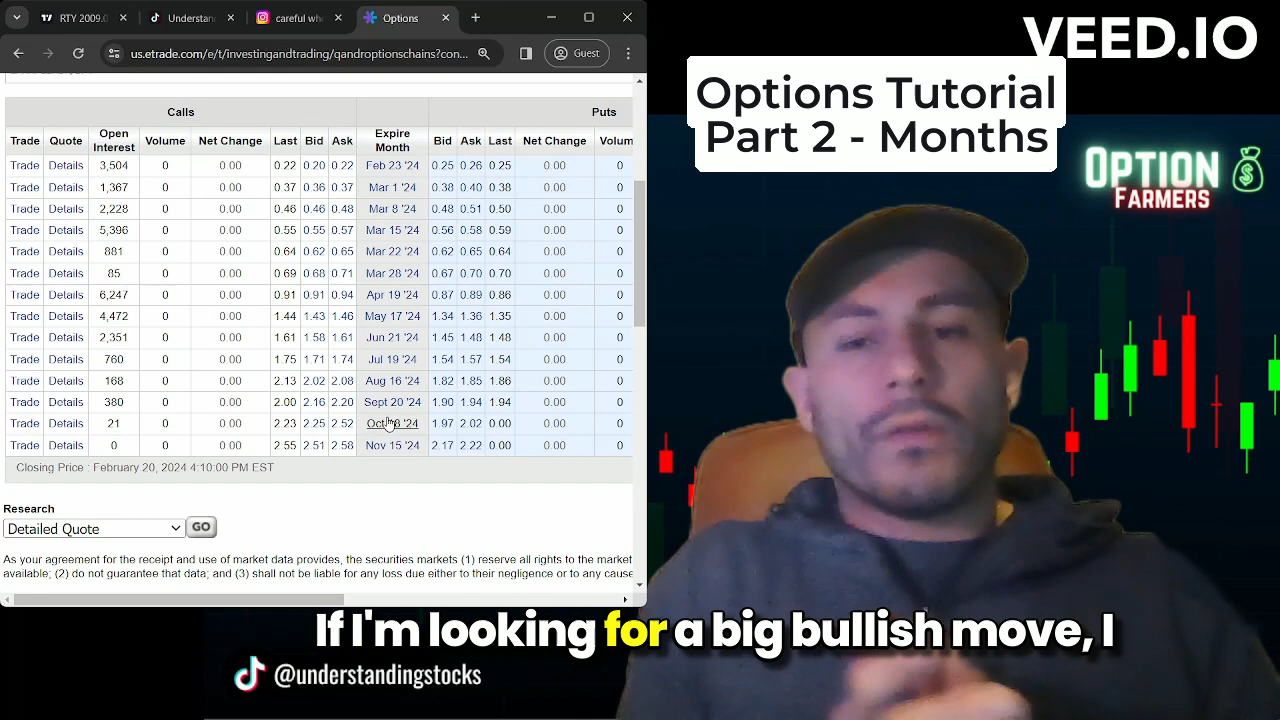 RTY 2009.0
Understan
careful whe
Options
us.etrade.com/e/t/investingandtrading/qandroptionschains?con...
Guest
VEED.IO
Options Tutorial
Part 2 - Months
OPTION
FARMERS
Calls
Puts
Trade Quote Open Interest Volume Net Change Last Bid Ask Expire Month Bid Ask Last Net Change Volum
Trade Details 3,594 0 0.00 0.22 0.20 0.22 Feb 23 '24 0.25 0.26 0.25 0.00 0
Trade Details 1,367 0 0.00 0.37 0.36 0.37 Mar 1 '24 0.38 0.40 0.38 0.00 0
Trade Details 2,228 0 0.00 0.46 0.46 0.48 Mar 8 '24 0.48 0.51 0.50 0.00 0
Trade Details 5,396 0 0.00 0.55 0.55 0.57 Mar 15 '24 0.56 0.58 0.59 0.00 0
Trade Details 881 0 0.00 0.64 0.62 0.65 Mar 22 '24 0.62 0.65 0.64 0.00 0
Trade Details 85 0 0.00 0.69 0.68 0.71 Mar 28 '24 0.67 0.70 0.70 0.00 0
Trade Details 6,247 0 0.00 0.91 0.91 0.94 Apr 19 '24 0.87 0.89 0.86 0.00 0
Trade Details 4,472 0 0.00 1.44 1.43 1.46 May 17 '24 1.34 1.36 1.35 0.00 0
Trade Details 2,351 0 0.00 1.61 1.58 1.61 Jun 21 '24 1.45 1.48 1.48 0.00 0
Trade Details 760 0 0.00 1.75 1.71 1.74 Jul 19 '24 1.54 1.57 1.54 0.00 0
Trade Details 168 0 0.00 2.13 2.02 2.08 Aug 16 '24 1.82 1.85 1.86 0.00 0
Trade Details 380 0 0.00 2.00 2.16 2.20 Sept 20 '24 1.90 1.94 1.94 0.00 0
Trade Details 21 0 0.00 2.23 2.25 2.52 Oct 8 '24 1.97 2.02 0.00 0.00 0
Trade Details 0 0 0.00 2.55 2.51 2.58 Nov 15 '24 2.17 2.22 0.00 0.00 0
Closing Price : February 20, 2024 4:10:00 PM EST
Research
Detailed Quote GO
As your agreement for the receipt and use of market data provides, the securities markets (1) reserve all rights to the market
available; (2) do not guarantee that data; and (3) shall not be liable for any loss due either to their negligence or to any cause
If I'm looking for a big bullish move, I
@understandingstocks